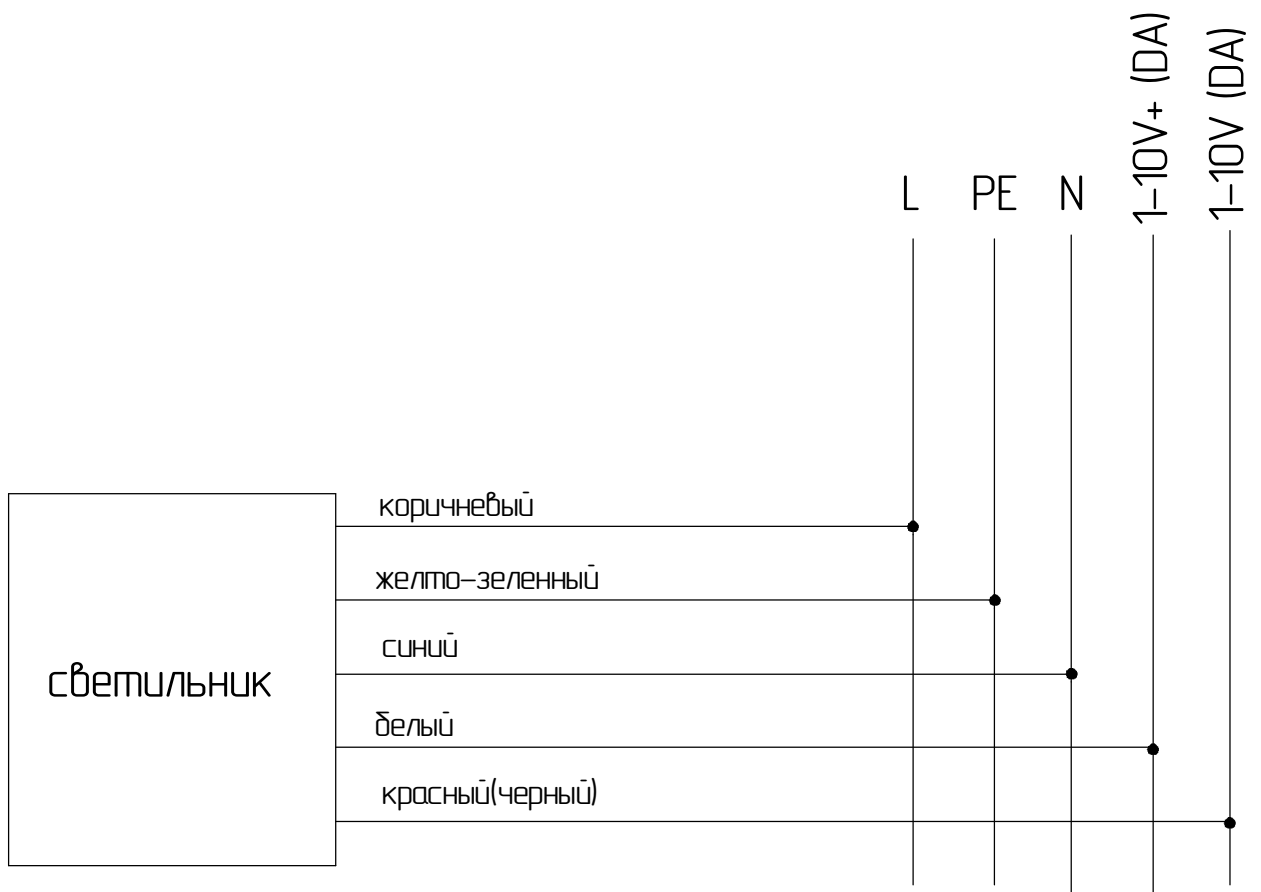 1-10V+ (DA)
1-10V (DA)
L PE N
коричневый
желто-зеленный
синий
светильник
белый
красный(черный)